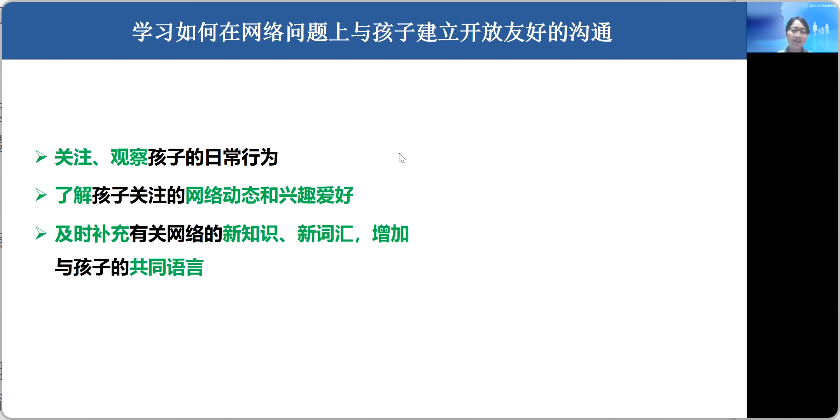 学习如何在网络问题上与孩子建立开放友好的沟通
关注、观察孩子的日常行为
了解孩子关注的网络动态和兴趣爱好
及时补充有关网络的新知识、新词汇，增加
与孩子的共同语言